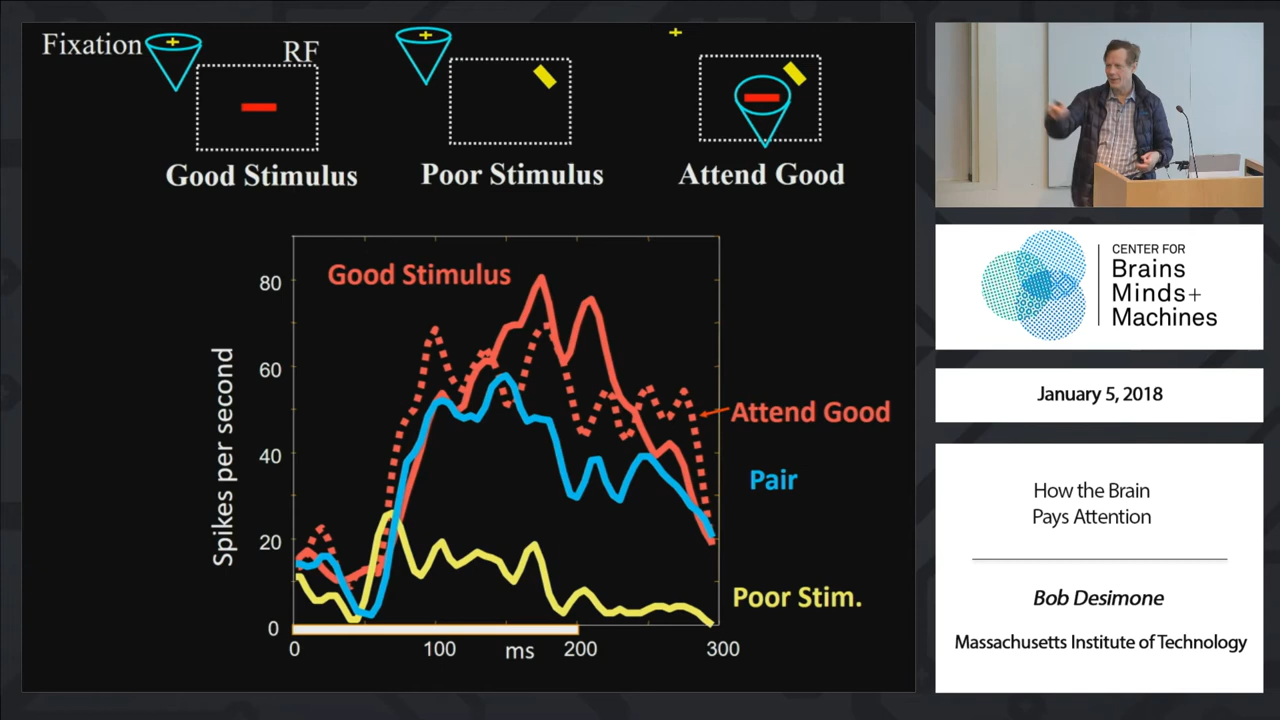 Fixation
RF
Good Stimulus
Poor Stimulus
Attend Good
Good Stimulus
Attend Good
Pair
Poor Stim.
Spikes per second
80
60
40
20
0
0
100
ms
200
300
CENTER FOR
Brains
Minds+
Machines
January 5, 2018
How the Brain
Pays Attention
Bob Desimone
Massachusetts Institute of Technology